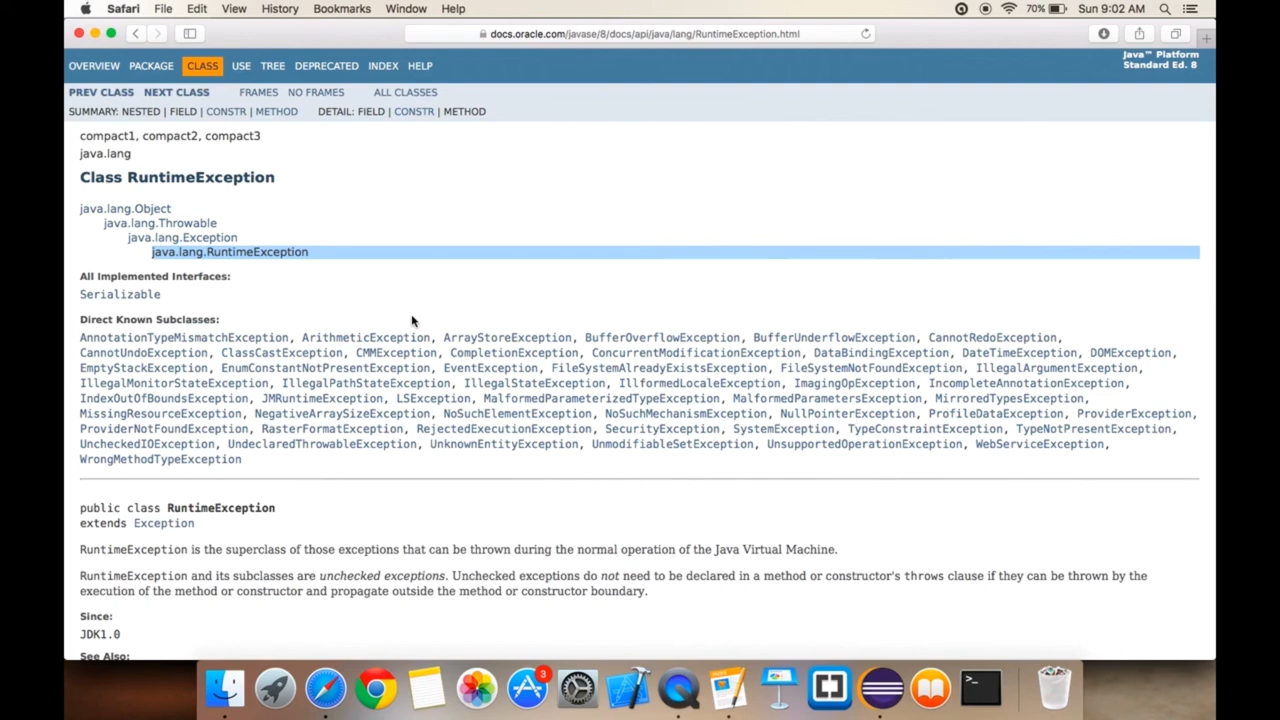 Safari File Edit View History Bookmarks Window Help 70% Sun 9:02 AM
docs.oracle.com/javase/8/docs/api/java/lang/RuntimeException.html
OVERVIEW PACKAGE CLASS USE TREE DEPRECATED INDEX HELP
Java™ Platform
Standard Ed. 8
PREV CLASS NEXT CLASS FRAMES NO FRAMES ALL CLASSES
SUMMARY: NESTED | FIELD | CONSTR | METHOD DETAIL: FIELD | CONSTR | METHOD
compact1, compact2, compact3
java.lang
Class RuntimeException
java.lang.Object
java.lang.Throwable
java.lang.Exception
java.lang.RuntimeException
All Implemented Interfaces:
Serializable
Direct Known Subclasses:
AnnotationTypeMismatchException, ArithmeticException, ArrayStoreException, BufferOverflowException, BufferUnderflowException, CannotRedoException,
CannotUndoException, ClassCastException, CMMException, CompletionException, ConcurrentModificationException, DataBindingException, DateTimeException, DOMException,
EmptyStackException, EnumConstantNotPresentException, EventException, FileSystemAlreadyExistsException, FileSystemNotFoundException, IllegalArgumentException,
IllegalMonitorStateException, IllegalPathStateException, IllegalStateException, IllformedLocaleException, ImagingOpException, IncompleteAnnotationException,
IndexOutOfBoundsException, JMRuntimeException, LSException, MalformedParameterizedTypeException, MalformedParametersException, MirroredTypesException,
MissingResourceException, NegativeArraySizeException, NoSuchElementException, NoSuchMechanismException, NullPointerException, ProfileDataException, ProviderException,
ProviderNotFoundException, RasterFormatException, RejectedExecutionException, SecurityException, SystemException, TypeConstraintException, TypeNotPresentException,
UncheckedIOException, UndeclaredThrowableException, UnknownEntityException, UnmodifiableSetException, UnsupportedOperationException, WebServiceException,
WrongMethodTypeException
public class RuntimeException
extends Exception
RuntimeException is the superclass of those exceptions that can be thrown during the normal operation of the Java Virtual Machine.
RuntimeException and its subclasses are unchecked exceptions. Unchecked exceptions do not need to be declared in a method or constructor's throws clause if they can be thrown by the
execution of the method or constructor and propagate outside the method or constructor boundary.
Since:
JDK1.0
See Also:
3